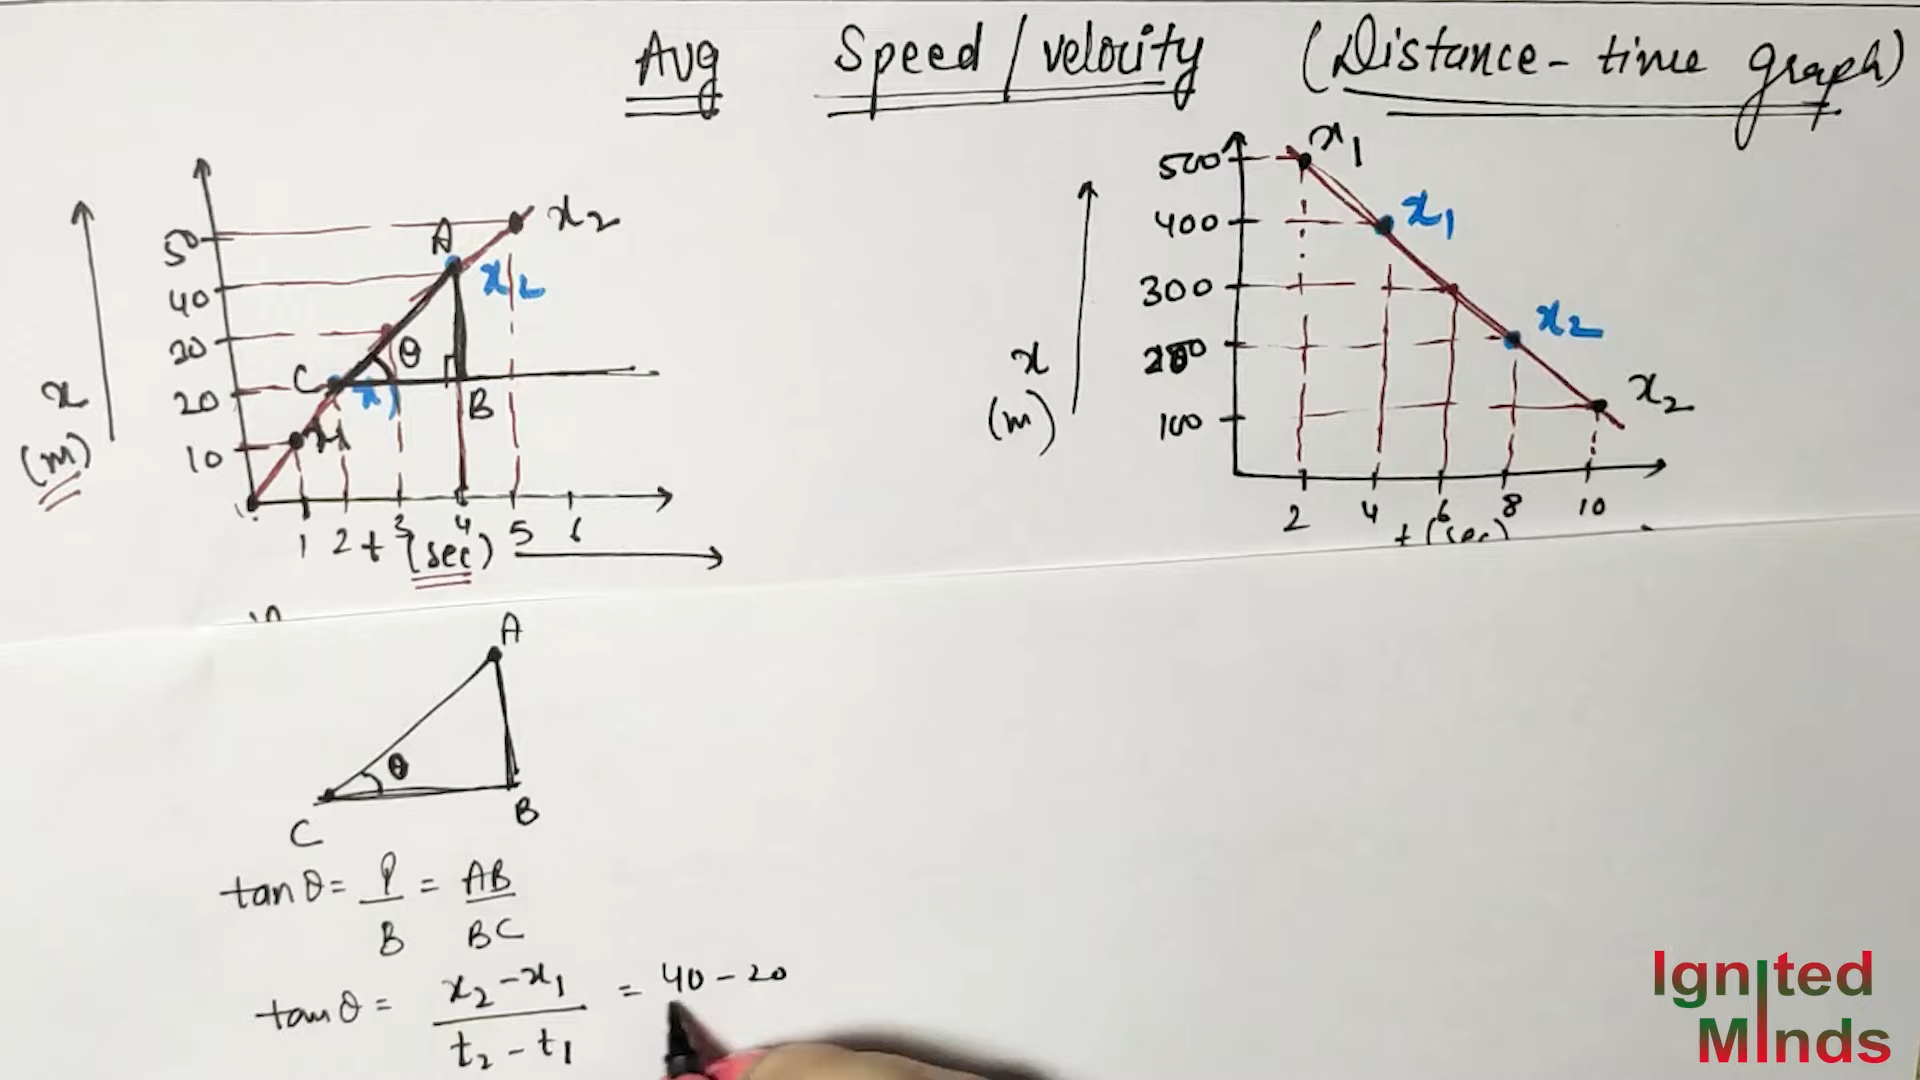 Avg Speed / velocity (Distance - time graph)
x (m)
50
40
20
20
10
1 2 3 4 5 6
t (sec)
x2
A
x2
θ
C
x1
B
x1
x (m)
500
400
300
200
100
2 4 6 8 10
t (sec)
x1
x1
x2
x2
A
θ
C
B
tan θ = P/B = AB/BC
tan θ = x2 - x1 / t2 - t1 = 40 - 20
Ignited
Minds